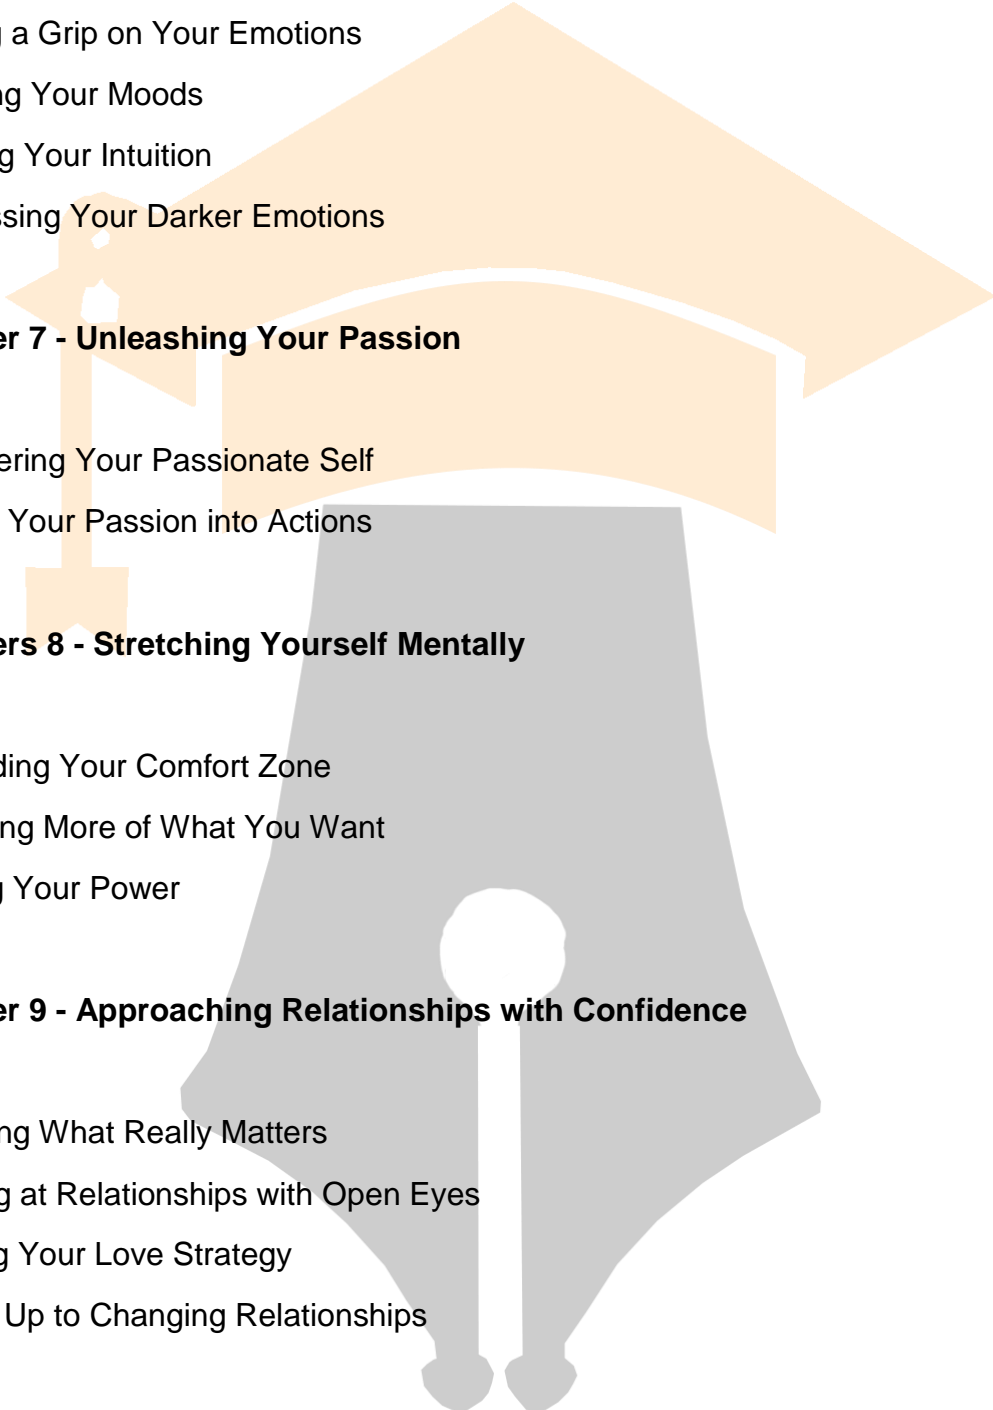 g a Grip on Your Emotions
ng Your Moods
g Your Intuition
ssing Your Darker Emotions
er 7 - Unleashing Your Passion
ering Your Passionate Self
Your Passion into Actions
ers 8 - Stretching Yourself Mentally
ding Your Comfort Zone
ng More of What You Want
g Your Power
er 9 - Approaching Relationships with Confidence
ng What Really Matters
g at Relationships with Open Eyes
g Your Love Strategy
Up to Changing Relationships